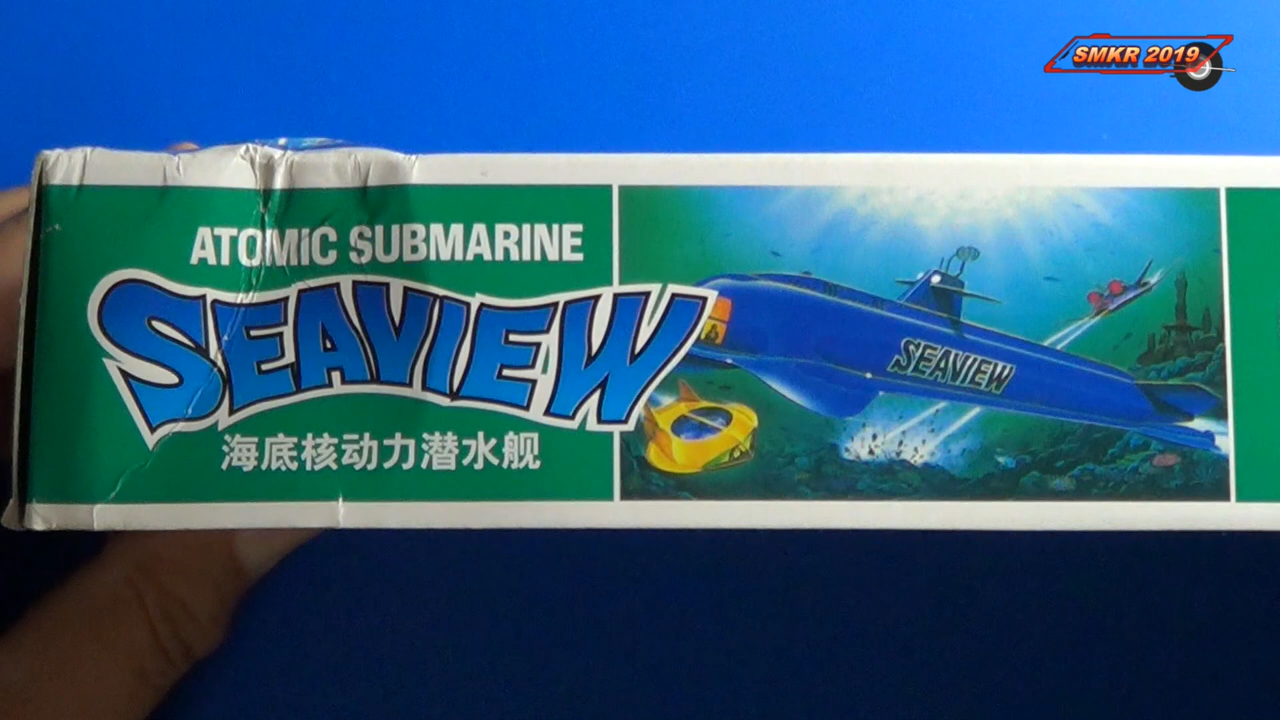 SMKR 2019
ATOMIC SUBMARINE
SEAVIEW
海底核动力潜水舰
SEAVIEW